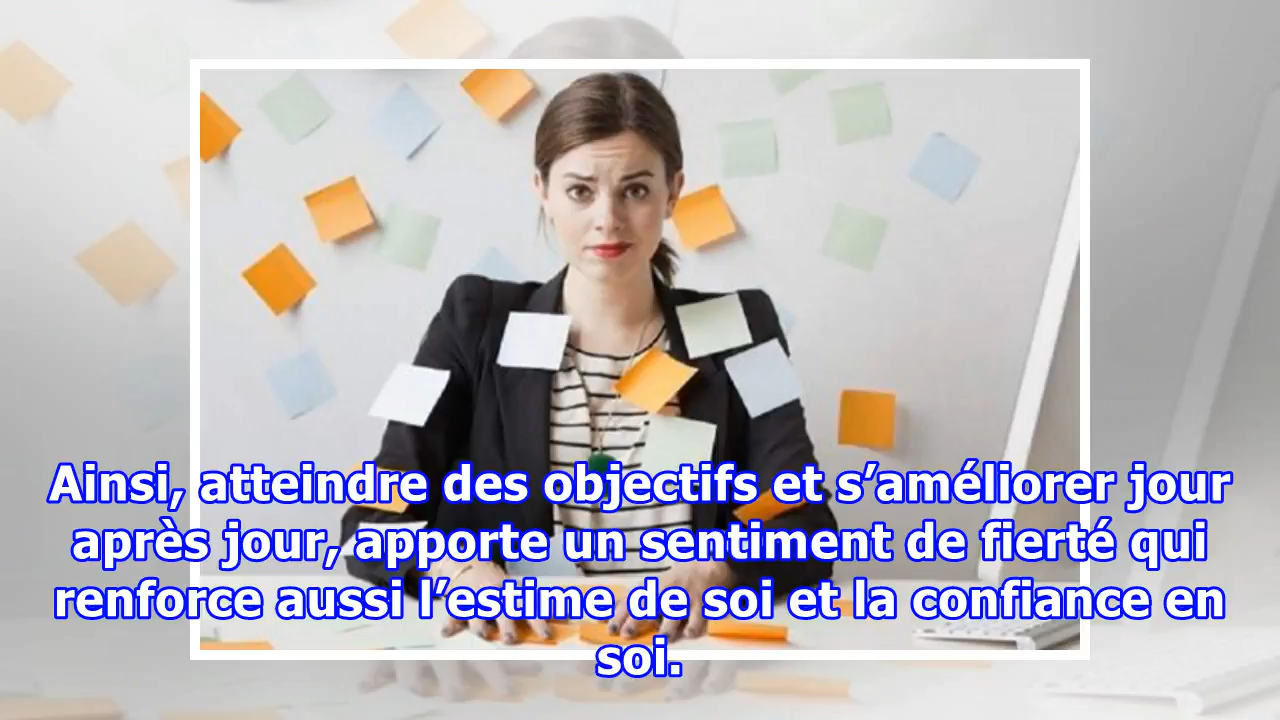 Ainsi, atteindre des objectifs et s’améliorer jour
après jour, apporte un sentiment de fierté qui
renforce aussi l’estime de soi et la confiance en
soi.